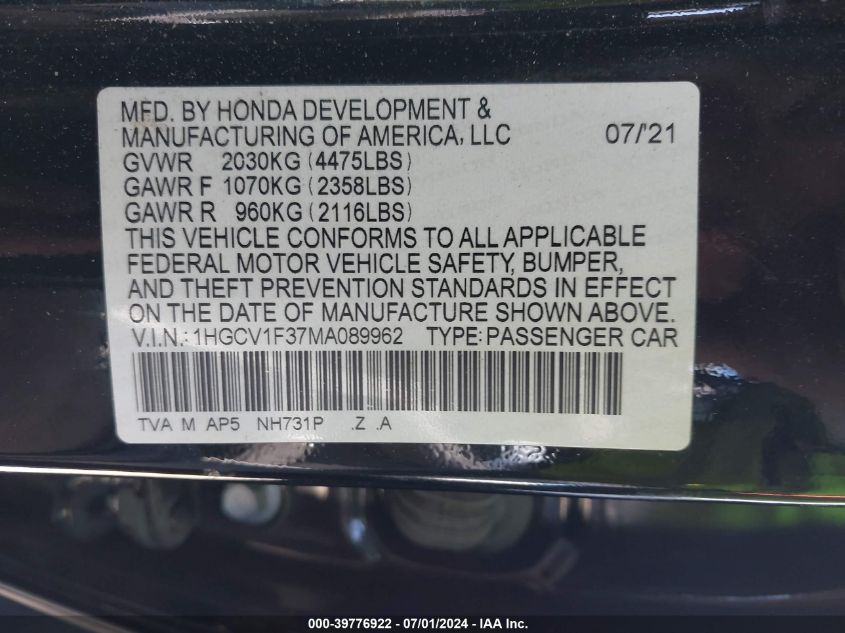 MFD. BY HONDA DEVELOPMENT &
MANUFACTURING OF AMERICA, LLC 07/'21
GVWR 2030KG (4475LBS)
GAWR F 1070KG (2358LBS)
GAWR R 960KG (2116LBS)
THIS VEHICLE CONFORMS TO ALL APPLICABLE
FEDERAL MOTOR VEHICLE SAFETY, BUMPER,
AND THEFT PREVENTION STANDARDS IN EFFECT
ON THE DATE OF MANUFACTURE SHOWN ABOVE.
V.I.N.: 1HGCV1F37MA089962 TYPE: PASSENGER CAR
TVA M AP5 NH731P .Z .A
000-39776922 - 07/01/2024 - IAA Inc.